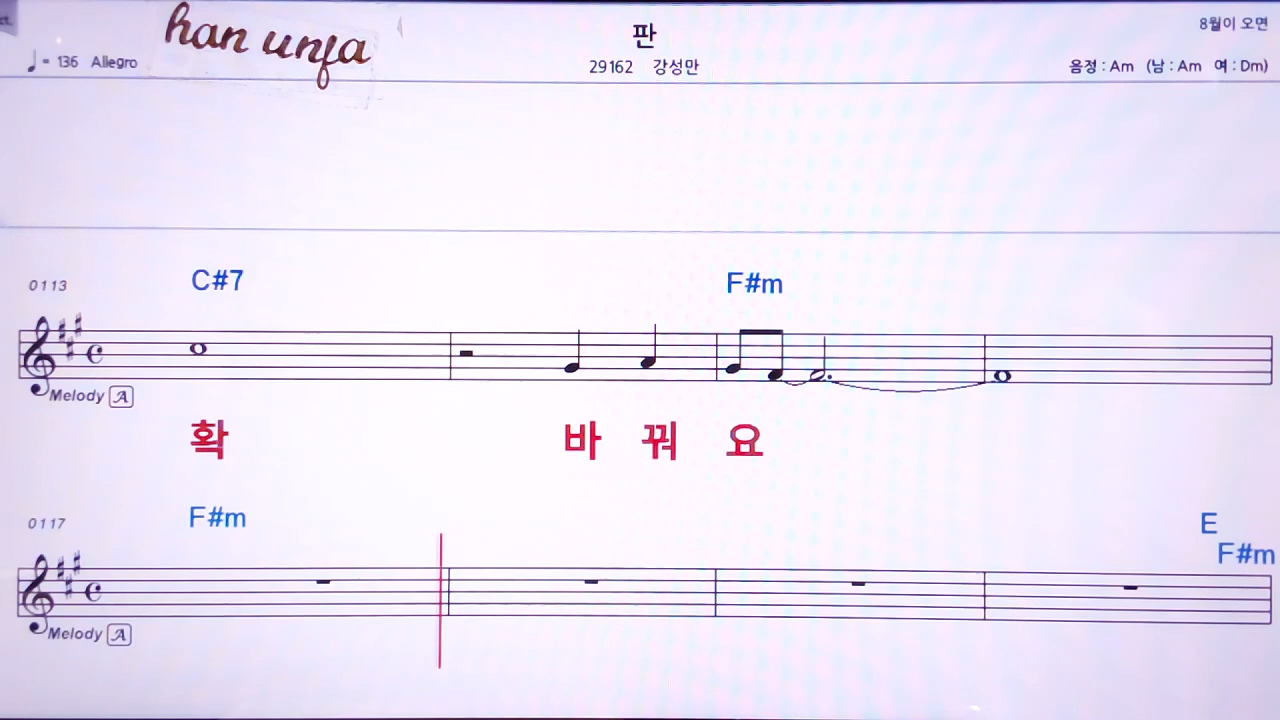 ct.
han unja
판
8월이 오면
♩= 136 Allegro
29162 강성만
음정 : Am (남 : Am 여 : Dm)
0113
C#7 F#m
Melody A
확 바 꿔 요
0117
F#m E
F#m
Melody A